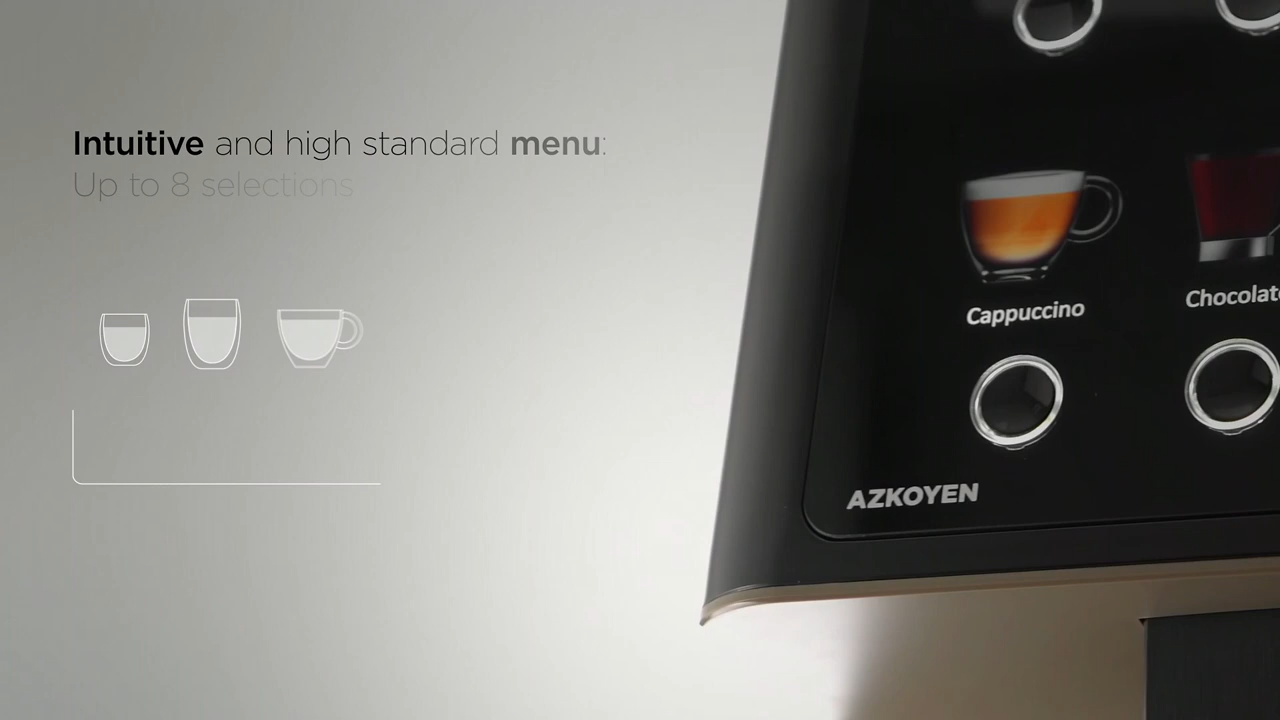 Intuitive and high standard menu:
Up to 8 selections
Cappuccino
Chocolat
AZKOYEN